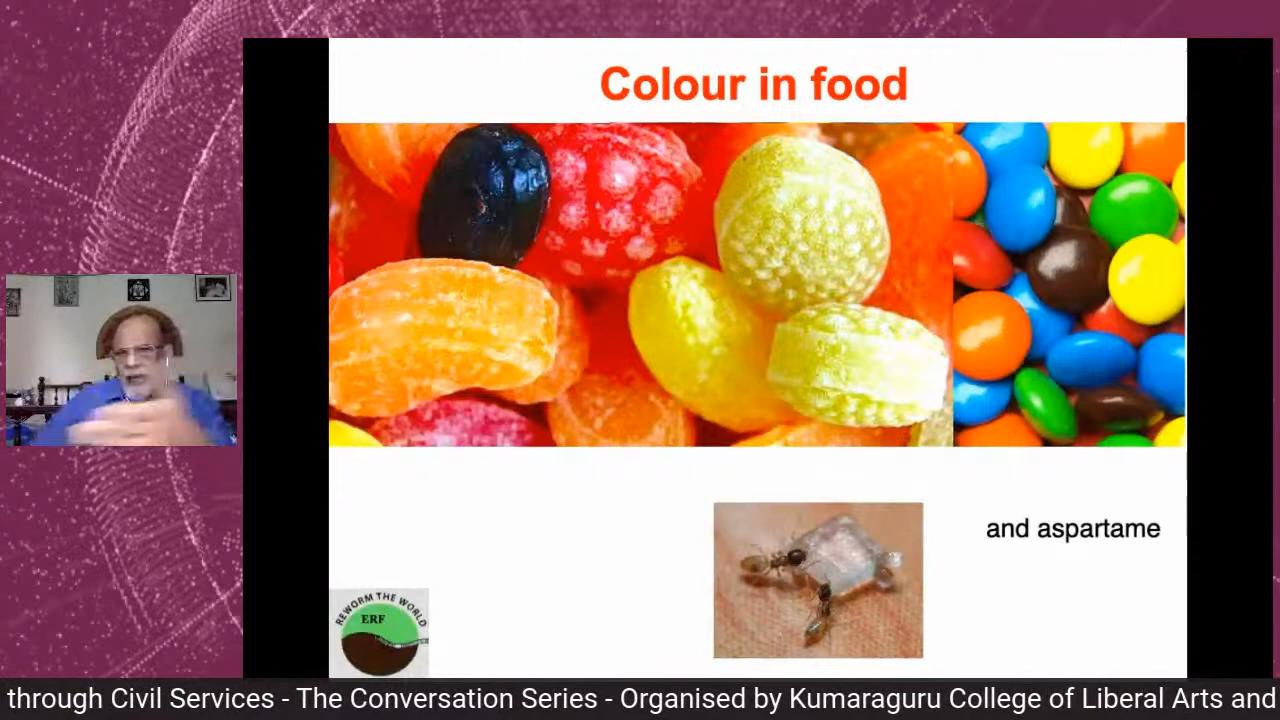 Colour in food
and aspartame
REWORM THE WORLD
ERF
through Civil Services - The Conversation Series - Organised by Kumaraguru College of Liberal Arts and